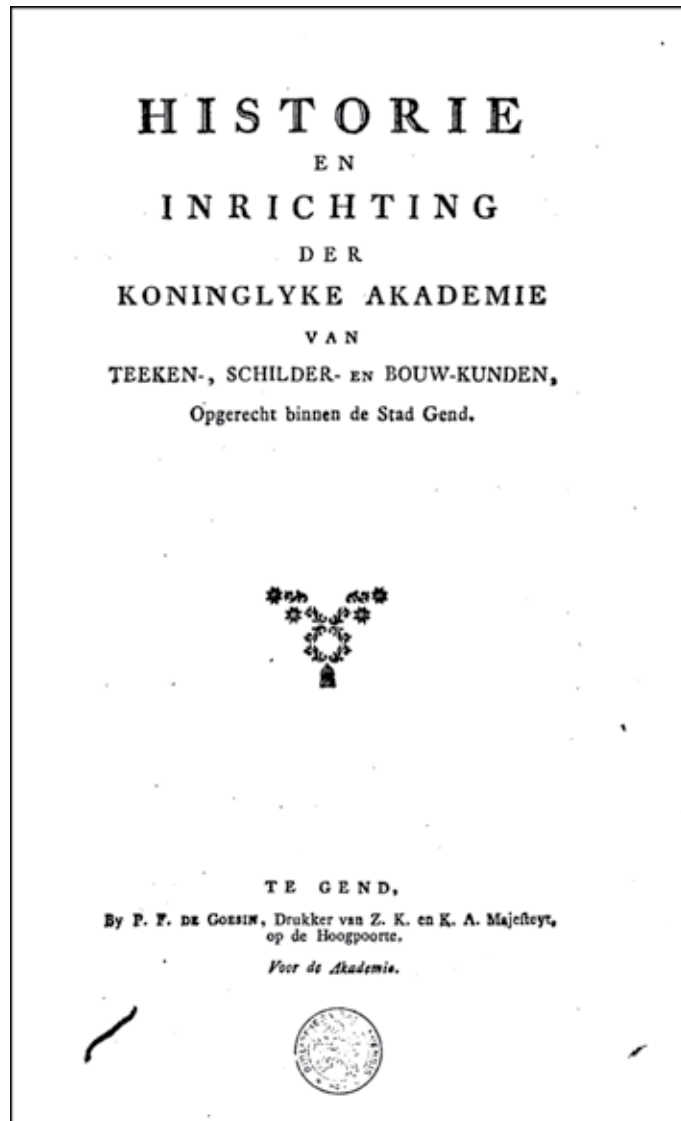 HISTORIE
EN
INRICHTING
DER
KONINGLYKE AKADEMIE
VAN
TEEKEN-, SCHILDER- EN BOUW-KUNDEN,
Opgerecht binnen de Stad Gend.
TE GEND,
By P. F. DE GOESIN, Drukker van Z. K. en K. A. Majeſteyt,
op de Hoogpoorte.
Voor de Akademie.